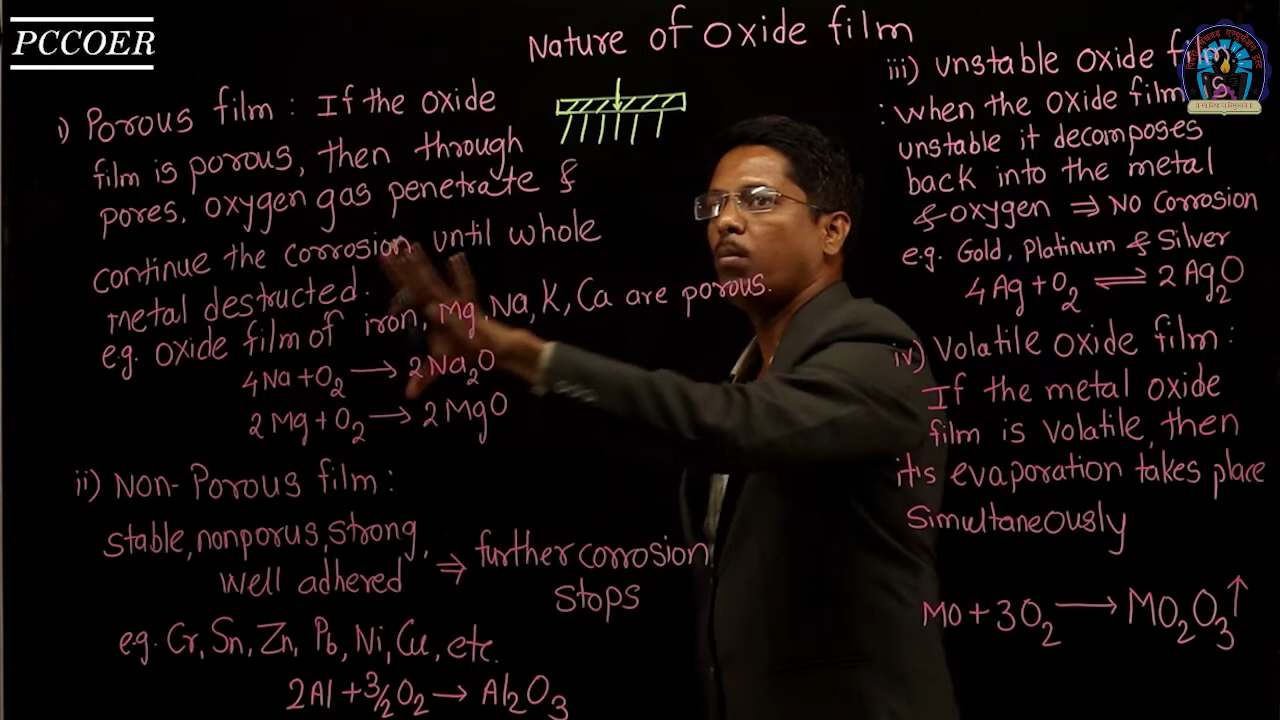 PCCOER
Nature of Oxide film
i) Porous film : If the oxide
film is porous, then through
pores, oxygen gas penetrate &
continue the corrosion until whole
metal destructed.
e.g. oxide film of iron, Mg, Na, K, Ca are porous.
4Na + O2 → 2Na2O
2Mg + O2 → 2MgO
ii) Non-Porous film :
stable, nonporus, strong,
well adhered ⇒ further corrosion
stops
e.g. Cr, Sn, Zn, Pb, Ni, Cu, etc.
2Al + 3/2 O2 → Al2O3
iii) Unstable Oxide film :
: when the oxide film is
unstable it decomposes
back into the metal
& oxygen ⇒ No Corrosion
e.g. Gold, Platinum & Silver
4Ag + O2 ⇌ 2Ag2O
iv) Volatile oxide film :
If the metal oxide
film is volatile, then
it's evaporation takes place
simultaneously
Mo + 3O2 → MO2O3↑